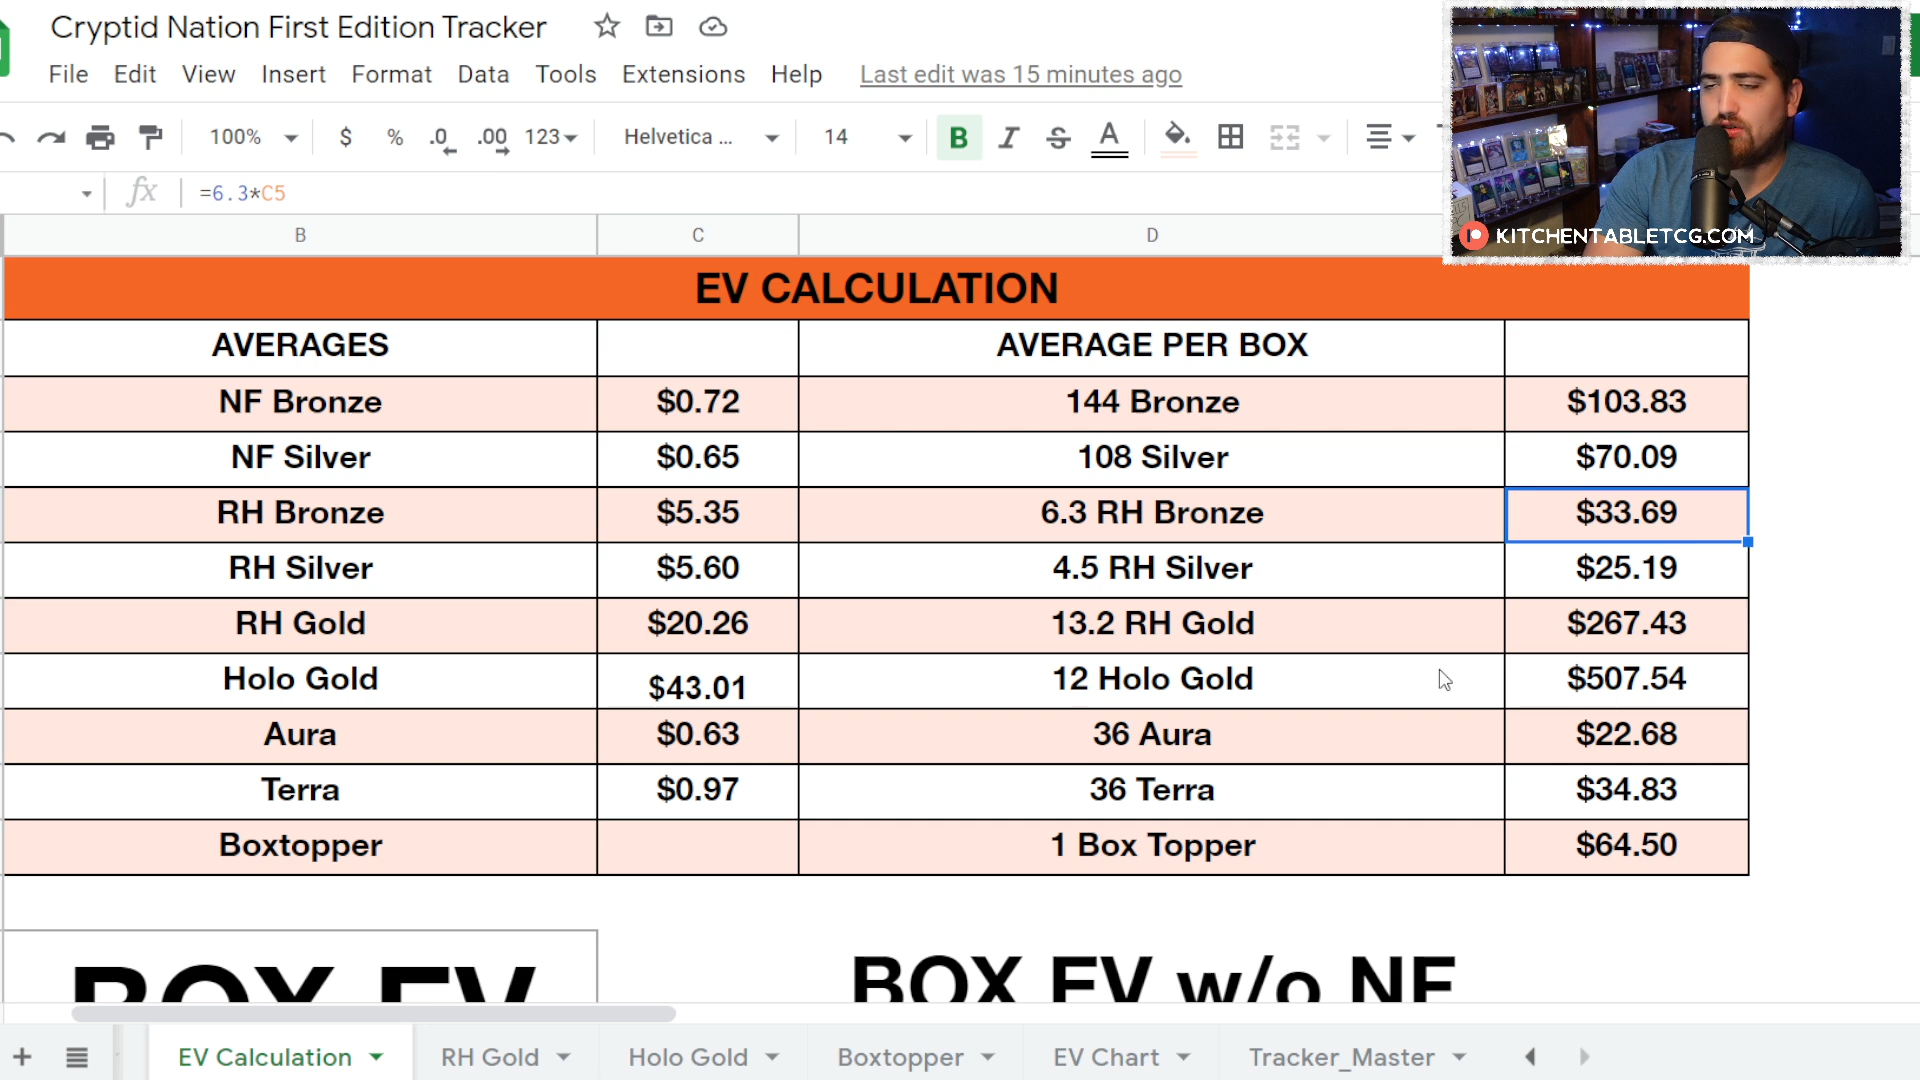 Cryptid Nation First Edition Tracker
File Edit View Insert Format Data Tools Extensions Help Last edit was 15 minutes ago
100% $ % .0 .00 123 Helvetica ... 14 B I S A
fx =6.3*C5
KITCHENTABLETCG.COM
B C D
EV CALCULATION
AVERAGES AVERAGE PER BOX
NF Bronze $0.72 144 Bronze $103.83
NF Silver $0.65 108 Silver $70.09
RH Bronze $5.35 6.3 RH Bronze $33.69
RH Silver $5.60 4.5 RH Silver $25.19
RH Gold $20.26 13.2 RH Gold $267.43
Holo Gold $43.01 12 Holo Gold $507.54
Aura $0.63 36 Aura $22.68
Terra $0.97 36 Terra $34.83
Boxtopper 1 Box Topper $64.50
BOX EV BOX EV w/o NF
EV Calculation RH Gold Holo Gold Boxtopper EV Chart Tracker_Master